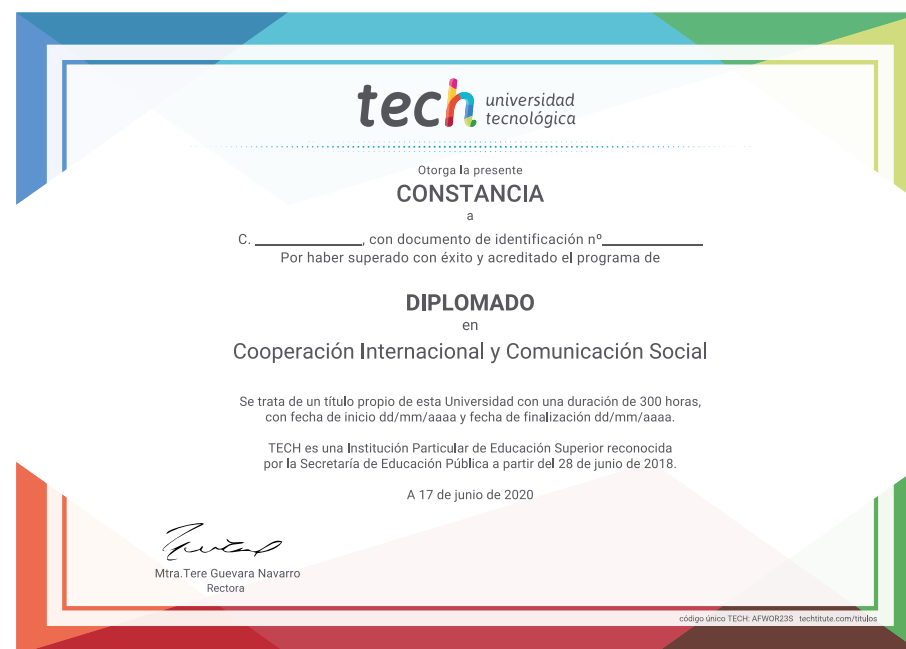 tech universidad
tecnológica
Otorga la presente
CONSTANCIA
a
C. ______________, con documento de identificación nº_____________
Por haber superado con éxito y acreditado el programa de
DIPLOMADO
en
Cooperación Internacional y Comunicación Social
Se trata de un título propio de esta Universidad con una duración de 300 horas,
con fecha de inicio dd/mm/aaaa y fecha de finalización dd/mm/aaaa.
TECH es una Institución Particular de Educación Superior reconocida
por la Secretaría de Educación Pública a partir del 28 de junio de 2018.
A 17 de junio de 2020
Mtra.Tere Guevara Navarro
Rectora
código único TECH: AFWOR23S techtitute.com/titulos